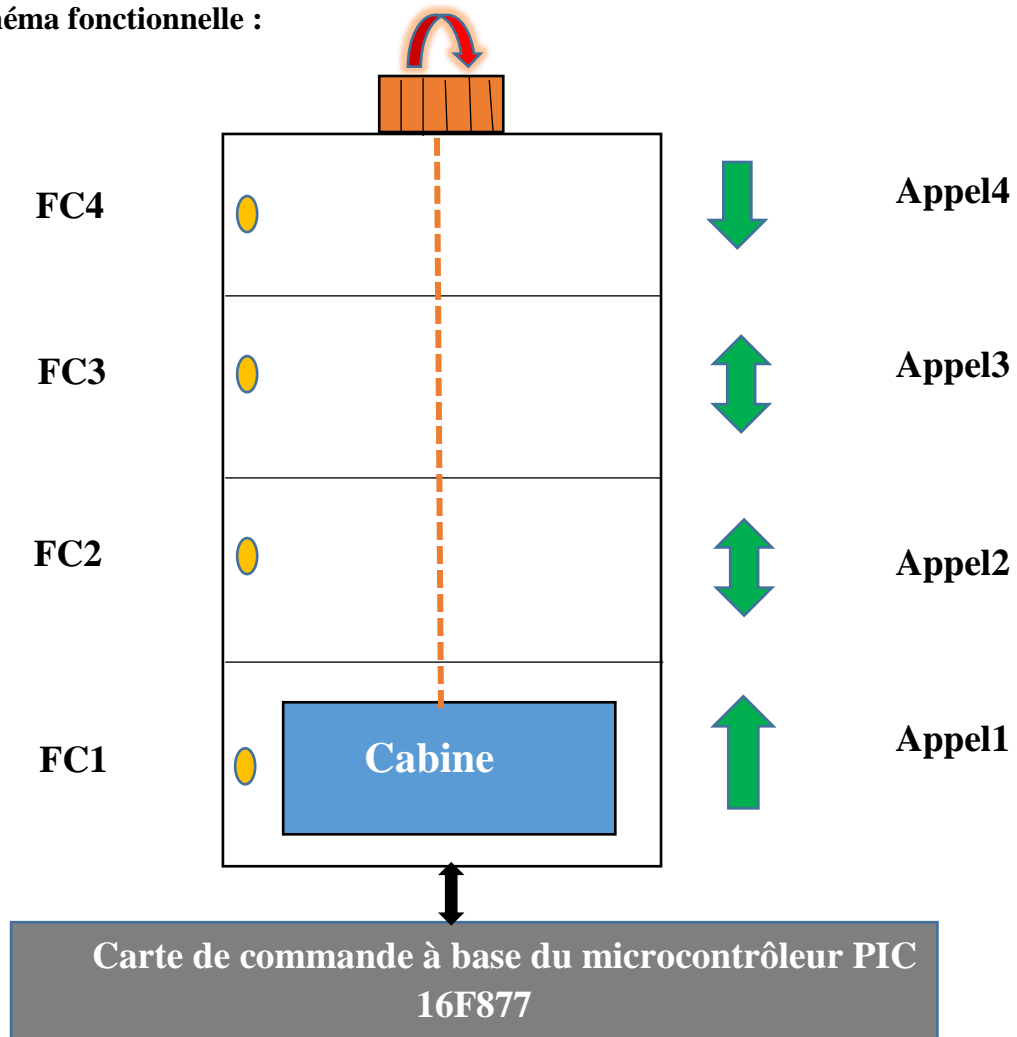 éma fonctionnelle :
FC4
Appel4
FC3
Appel3
FC2
Appel2
FC1
Cabine
Appel1
Carte de commande à base du microcontrôleur PIC
16F877